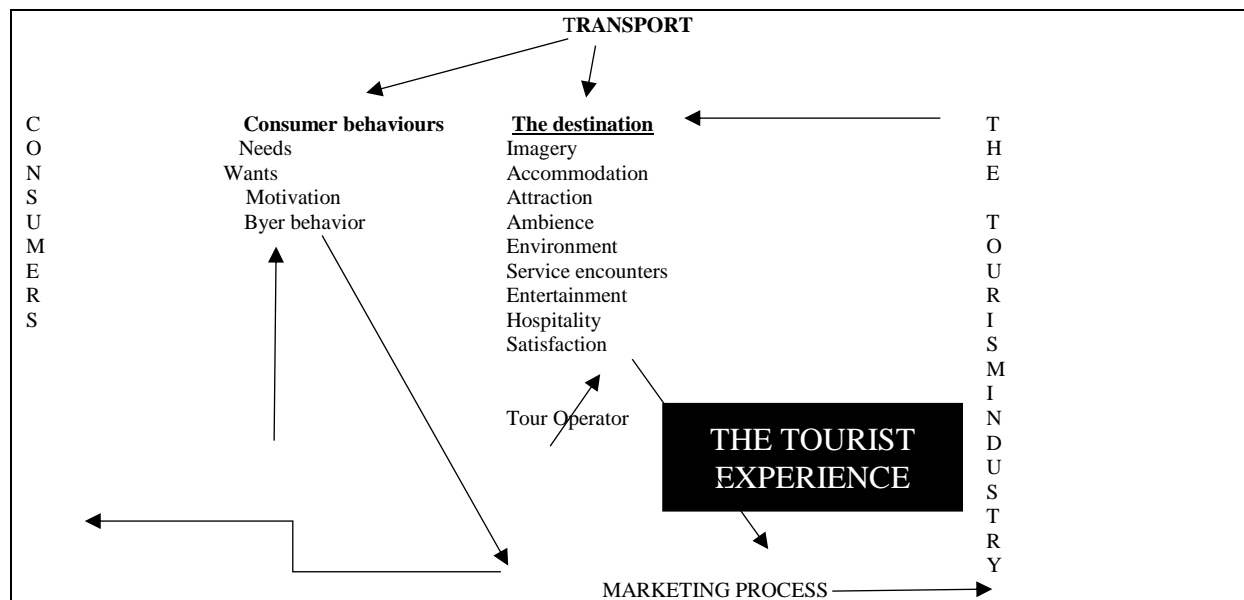 TRANSPORT
CONSUMERS
Consumer behaviours
Needs
Wants
Motivation
Byer behavior
The destination
Imagery
Accommodation
Attraction
Ambience
Environment
Service encounters
Entertainment
Hospitality
Satisfaction
Tour Operator
THE TOURIST
EXPERIENCE
THE TOURISM INDUSTRY
MARKETING PROCESS